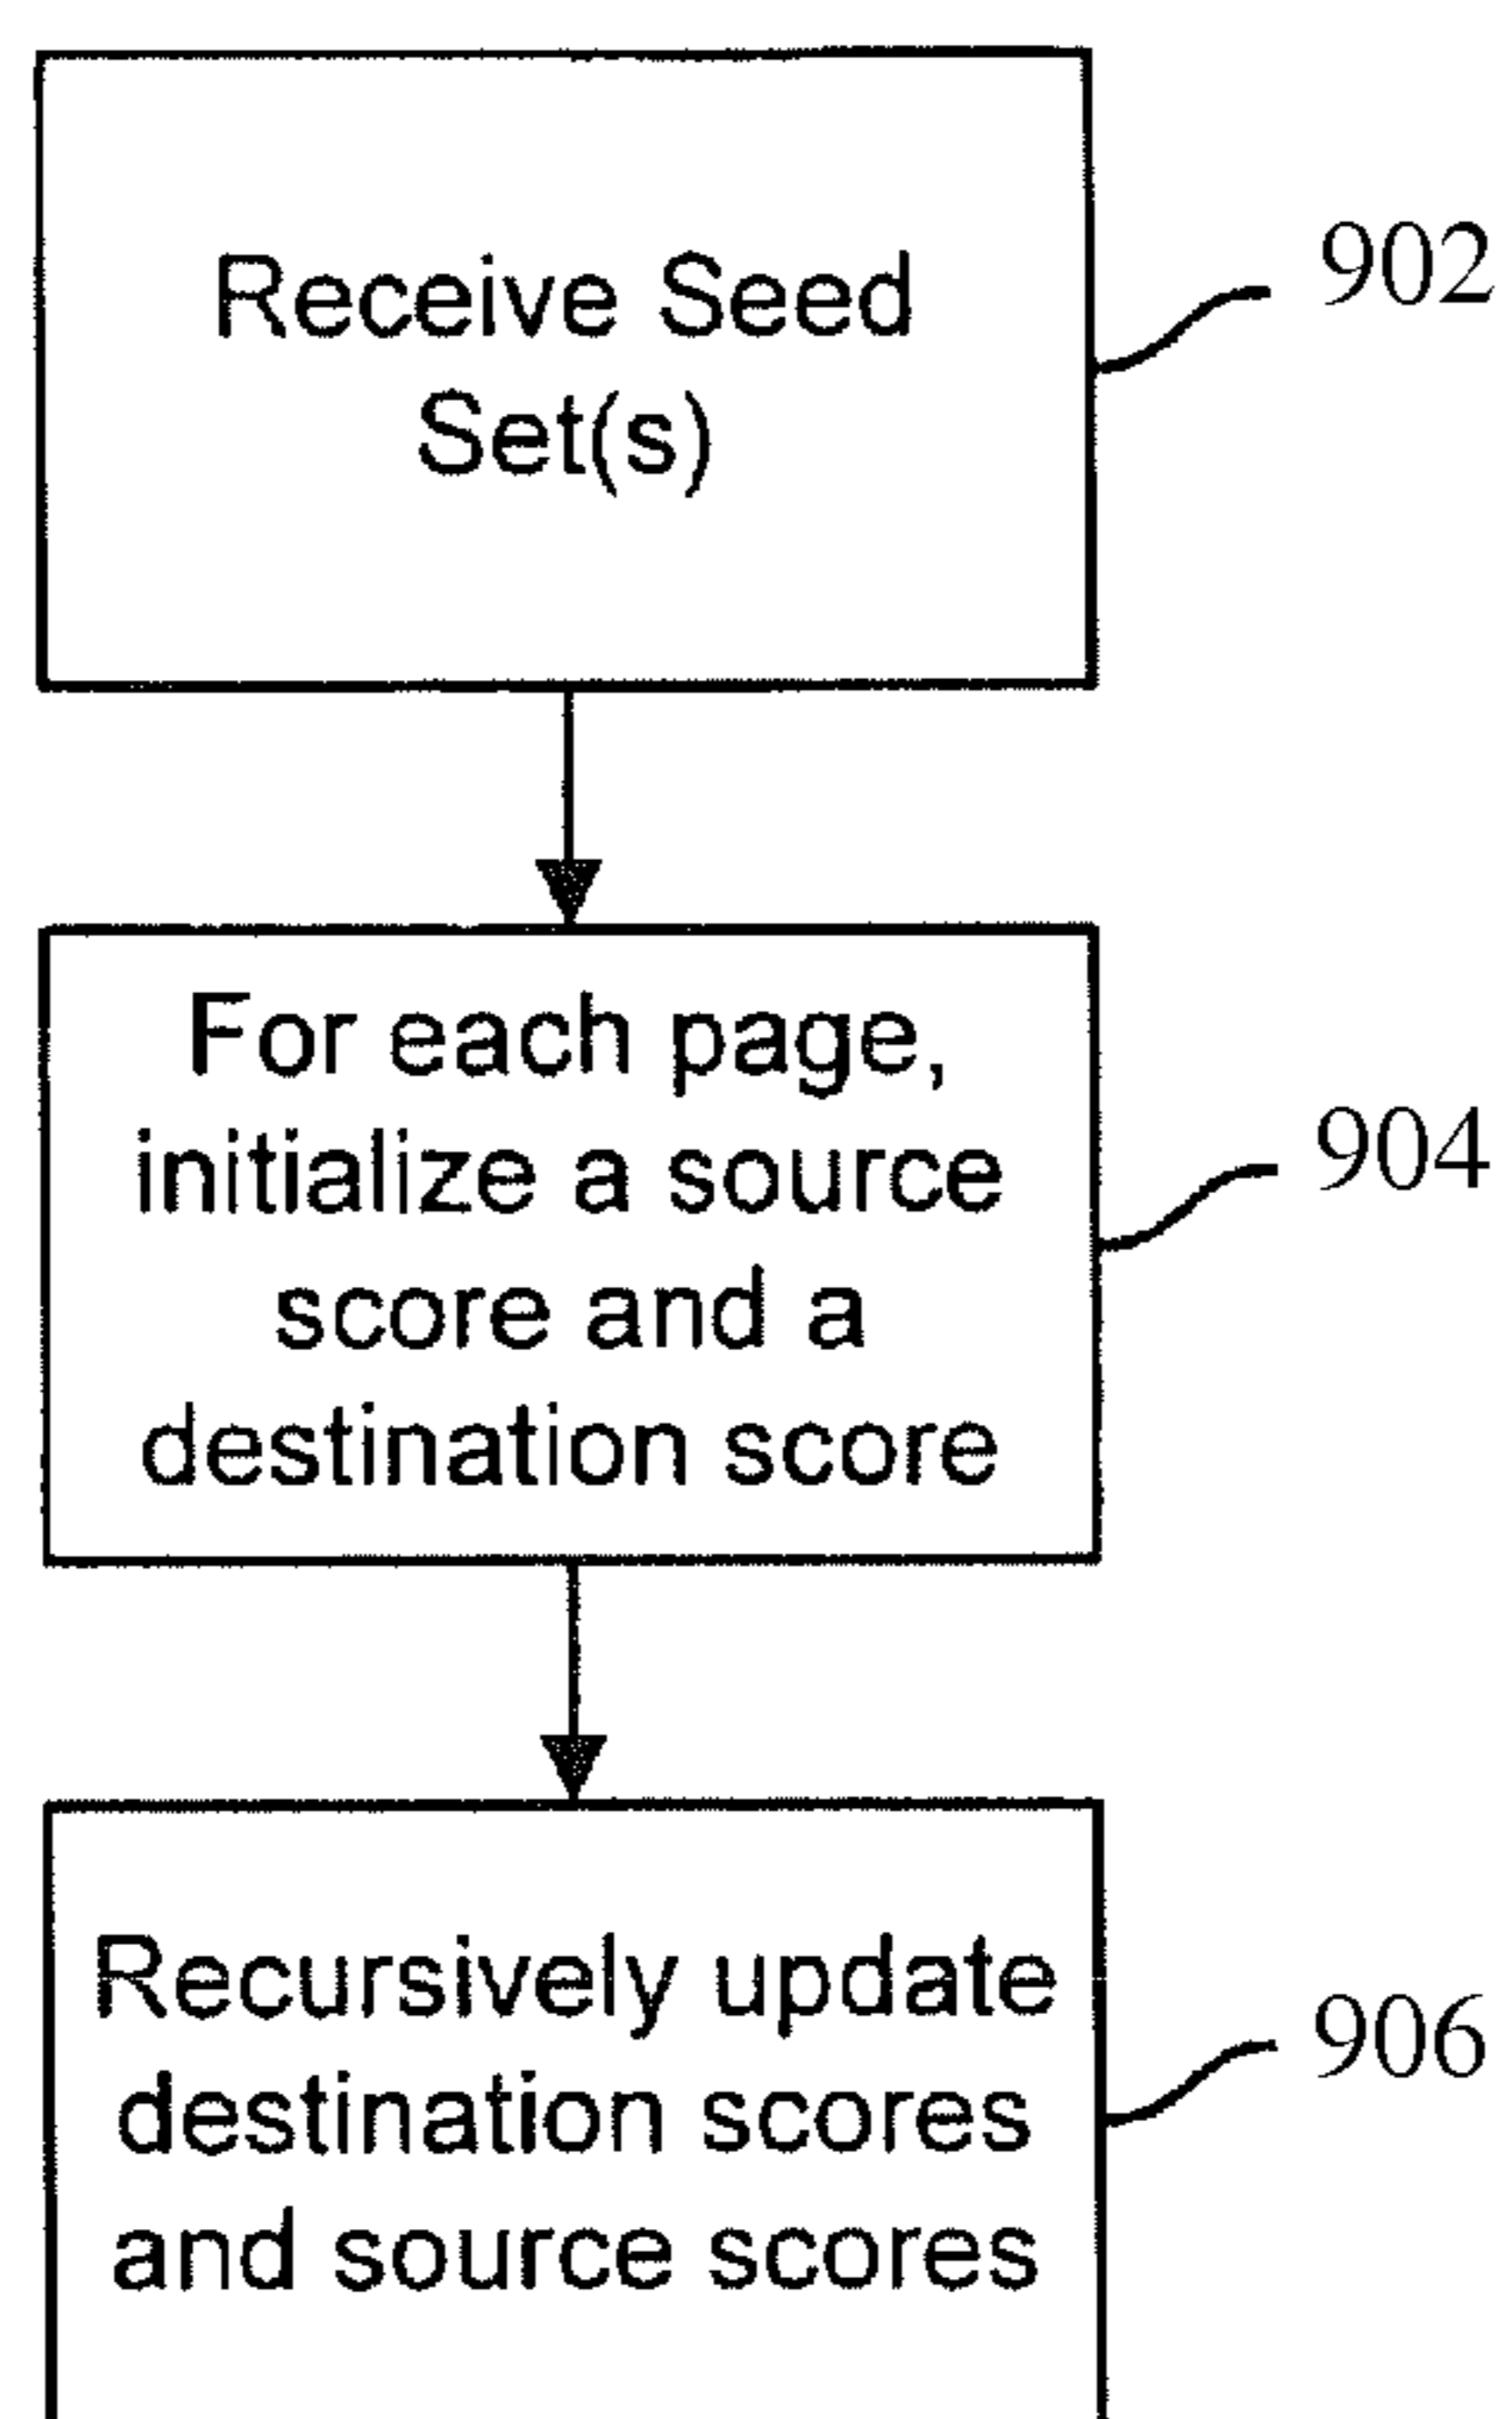 Receive Seed
Set(s)
902
For each page,
initialize a source
score and a
destination score
904
Recursively update
destination scores
and source scores
906